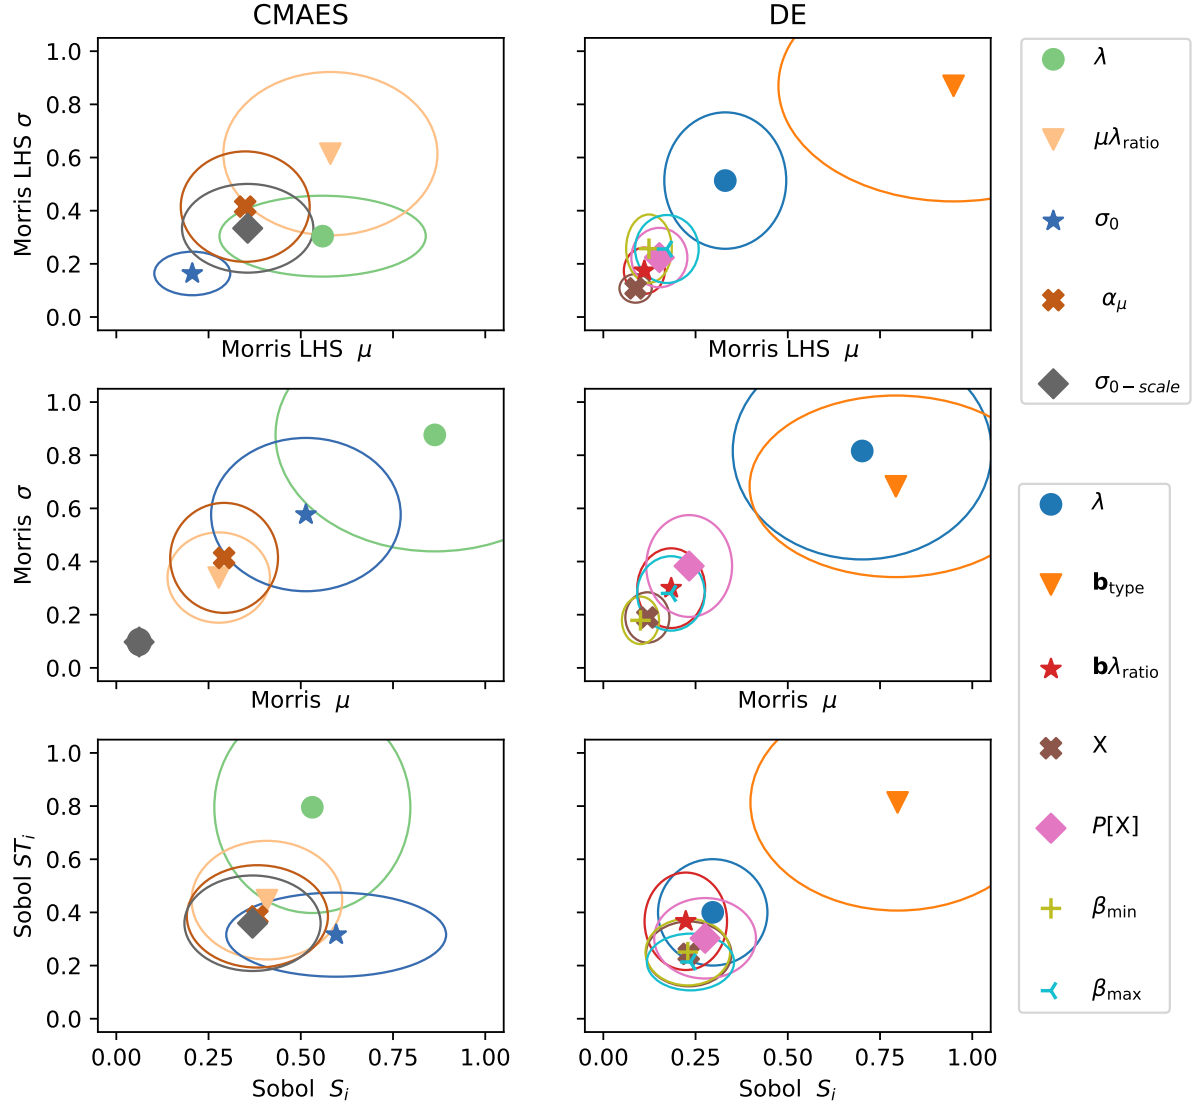 CMAES
DE
1.0
0.8
0.6
0.4
0.2
0.0
Morris LHS σ
Morris LHS μ
Morris LHS μ
λ
μλ_ratio
σ₀
α_μ
σ_{0−scale}
1.0
0.8
0.6
0.4
0.2
0.0
Morris σ
Morris μ
Morris μ
λ
b_type
bλ_ratio
X
P[X]
β_min
β_max
1.0
0.8
0.6
0.4
0.2
0.0
Sobol ST_i
0.00 0.25 0.50 0.75 1.00
Sobol S_i
0.00 0.25 0.50 0.75 1.00
Sobol S_i